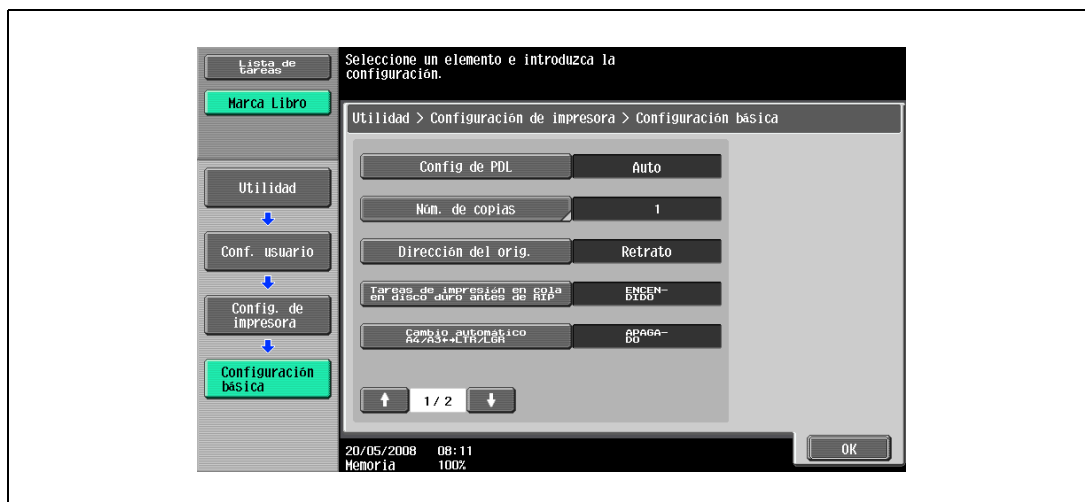 Lista de
tareas
Marca Libro
Utilidad
Conf. usuario
Config. de
impresora
Configuración
básica
Seleccione un elemento e introduzca la
configuración.
Utilidad > Configuración de impresora > Configuración básica
Config de PDL
Auto
Núm. de copias
1
Dirección del orig.
Retrato
Tareas de impresión en cola
en disco duro antes de RIP
ENCEN-
DIDO
Cambio automático
A4/A3↔LTR/LGR
APAGA-
DO
1/ 2
OK
20/05/2008 08:11
Memoria 100%